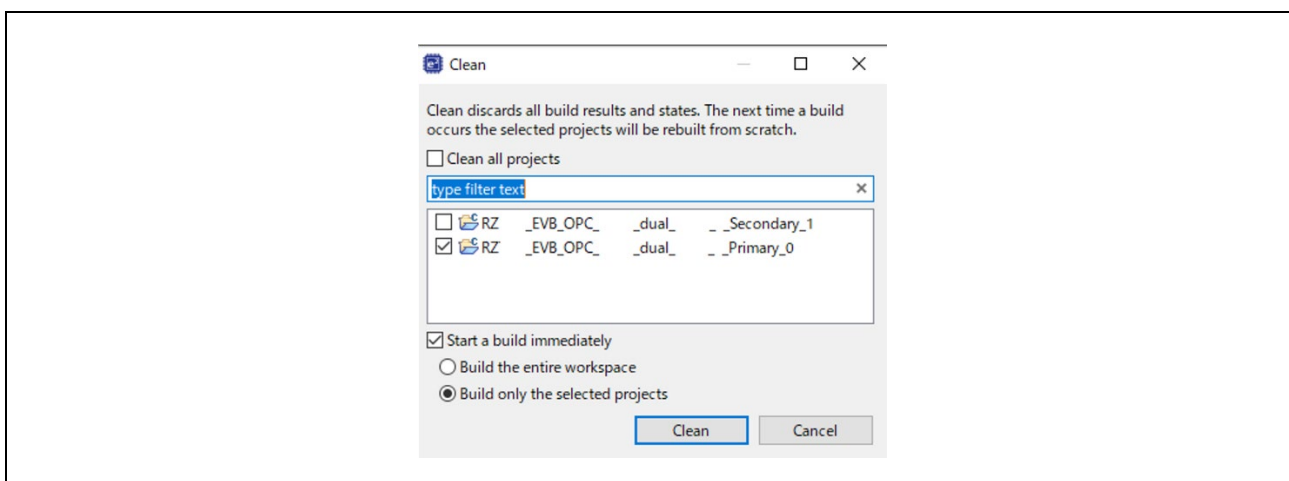 Clean
Clean discards all build results and states. The next time a build
occurs the selected projects will be rebuilt from scratch.
Clean all projects
type filter text
RZ _EVB_OPC_ _dual_ _ _Secondary_1
RZ _EVB_OPC_ _dual_ _ _Primary_0
Start a build immediately
Build the entire workspace
Build only the selected projects
Clean Cancel